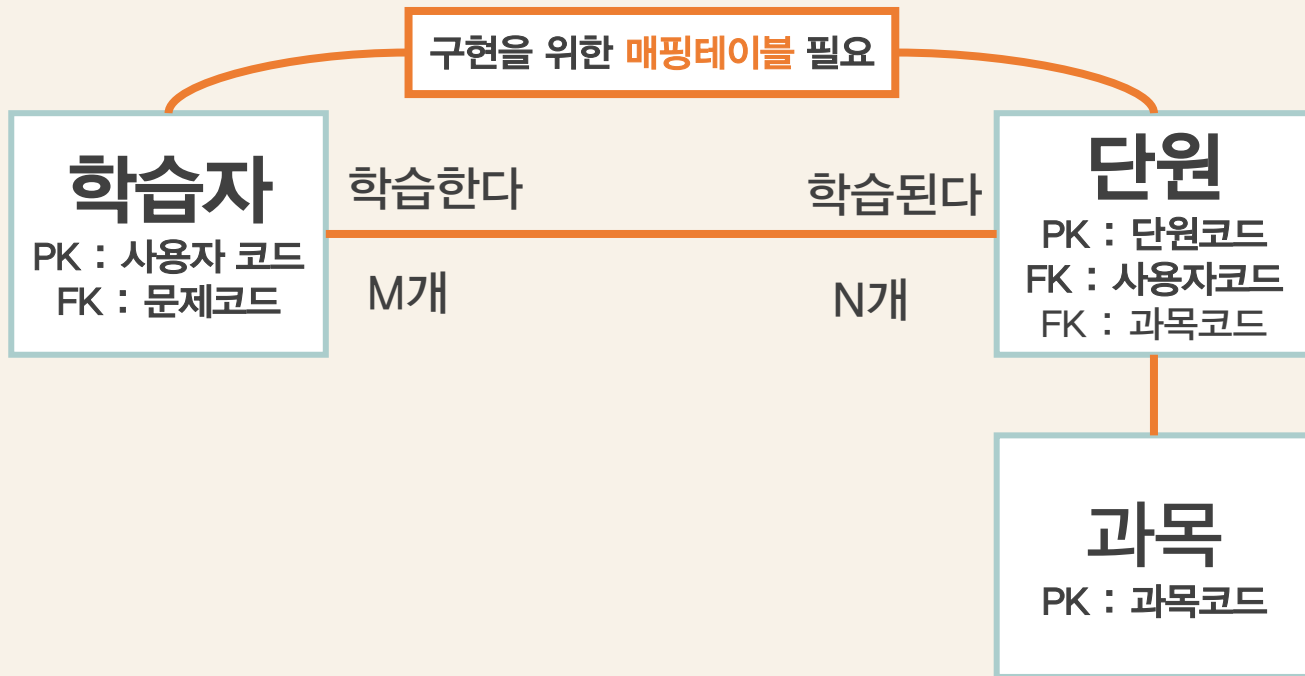 구현을 위한 매핑테이블 필요
학습자
PK : 사용자 코드
FK : 문제코드
학습한다
M개
학습된다
N개
단원
PK : 단원코드
FK : 사용자코드
FK : 과목코드
과목
PK : 과목코드